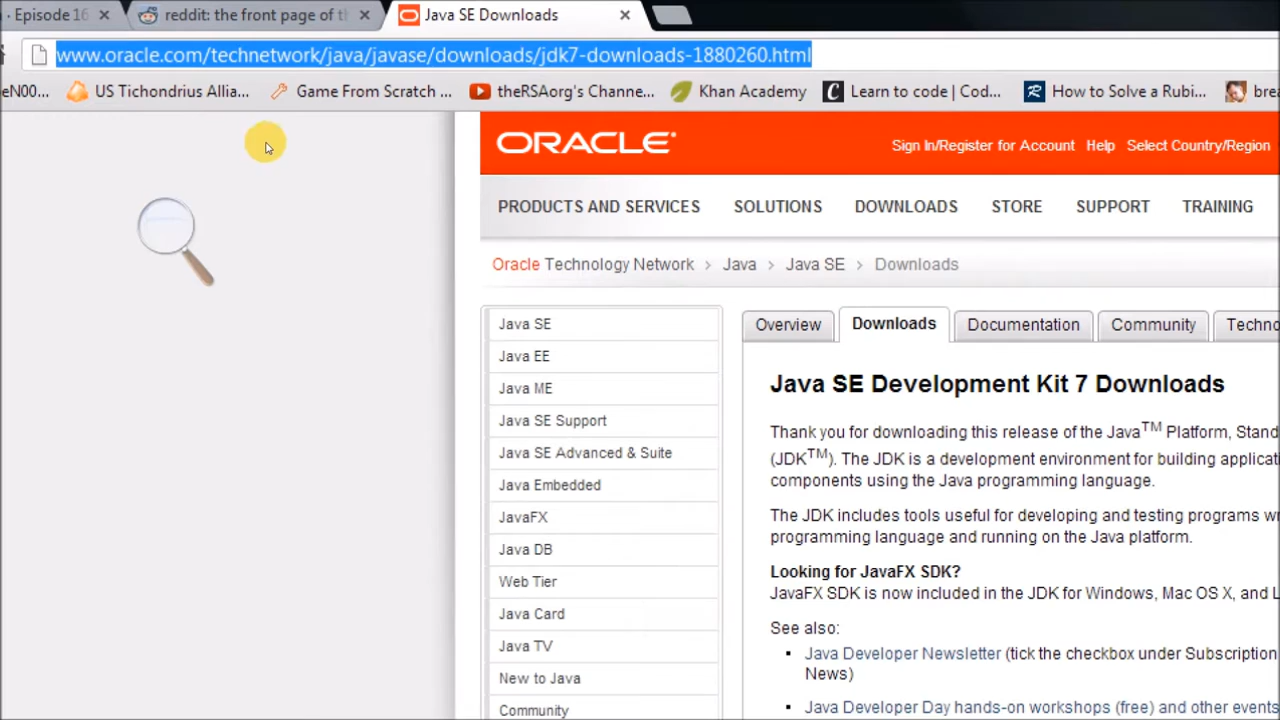 Episode 16
reddit: the front page of t
Java SE Downloads
www.oracle.com/technetwork/java/javase/downloads/jdk7-downloads-1880260.html
eN00...
US Tichondrius Allia...
Game From Scratch ...
theRSAorg's Channe...
Khan Academy
Learn to code | Cod...
How to Solve a Rubi...
brea
ORACLE
Sign In/Register for Account Help Select Country/Region
PRODUCTS AND SERVICES SOLUTIONS DOWNLOADS STORE SUPPORT TRAINING
Oracle Technology Network > Java > Java SE > Downloads
Java SE
Java EE
Java ME
Java SE Support
Java SE Advanced & Suite
Java Embedded
JavaFX
Java DB
Web Tier
Java Card
Java TV
New to Java
Community
Overview Downloads Documentation Community Techno
Java SE Development Kit 7 Downloads
Thank you for downloading this release of the Java™ Platform, Stand
(JDK™). The JDK is a development environment for building applicati
components using the Java programming language.
The JDK includes tools useful for developing and testing programs wr
programming language and running on the Java platform.
Looking for JavaFX SDK?
JavaFX SDK is now included in the JDK for Windows, Mac OS X, and L
See also:
▪ Java Developer Newsletter (tick the checkbox under Subscription
News)
▪ Java Developer Day hands-on workshops (free) and other events